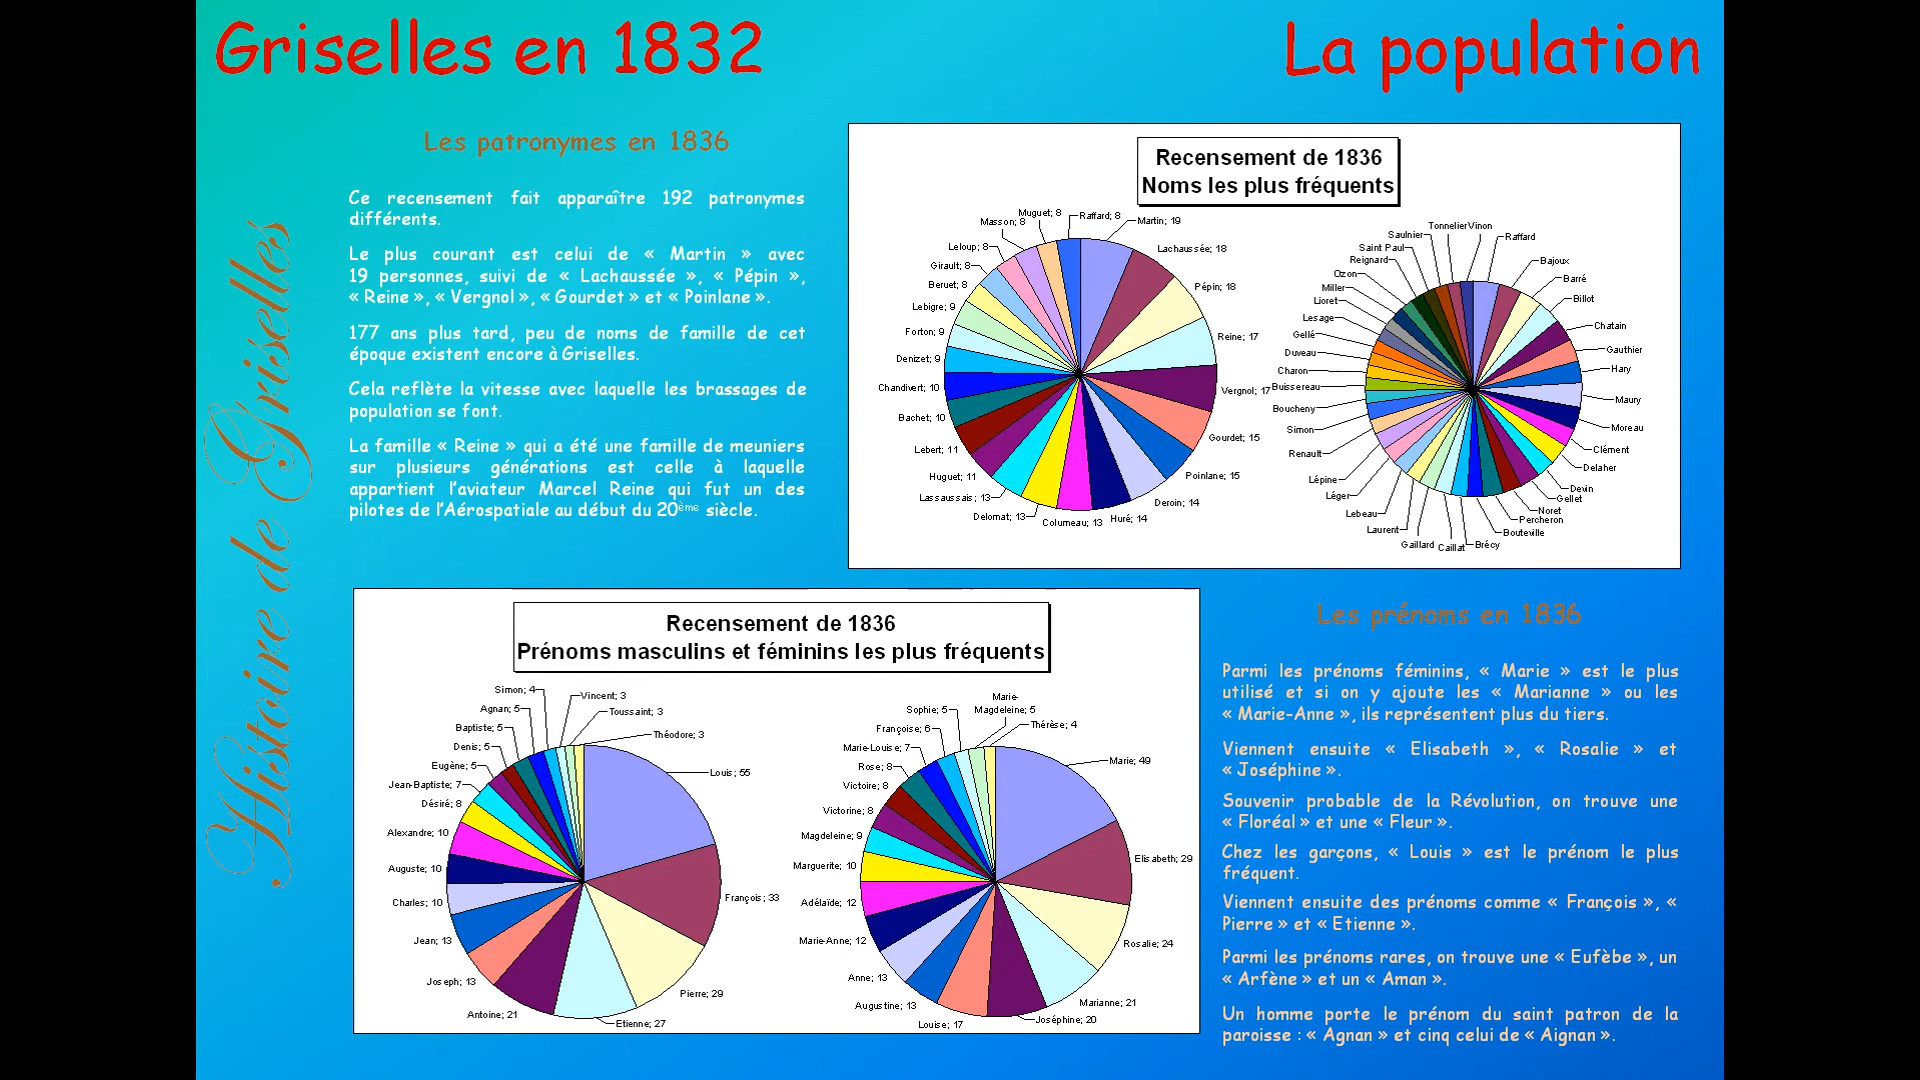 Griselles en 1832
La population
Histoire de Griselles
Les patronymes en 1836
Ce recensement fait apparaître 192 patronymes
différents.
Le plus courant est celui de « Martin » avec
19 personnes, suivi de « Lachaussée », « Pépin »,
« Reine », « Vergnol », « Gourdet » et « Poinlane ».
177 ans plus tard, peu de noms de famille de cet
époque existent encore à Griselles.
Cela reflète la vitesse avec laquelle les brassages de
population se font.
La famille « Reine » qui a été une famille de meuniers
sur plusieurs générations est celle à laquelle
appartient l'aviateur Marcel Reine qui fut un des
pilotes de l'Aérospatiale au début du 20ème siècle.
Recensement de 1836
Noms les plus fréquents
Martin; 19
Lachaussée; 18
Pépin; 18
Reine; 17
Vergnol; 17
Gourdet; 15
Poinlane; 15
Deroin; 14
Huré; 14
Columeau; 13
Delomat; 13
Lassaussais; 13
Huguet; 11
Lebert; 11
Bachet; 10
Chandivert; 10
Denizet; 9
Forton; 9
Lebigre; 9
Beruet; 8
Girault; 8
Leloup; 8
Masson; 8
Muguet; 8
Raffard; 8
Raffard
Bajoux
Barré
Billot
Chatain
Gauthier
Hary
Maury
Moreau
Clément
Delaher
Devin
Gellet
Noret
Percheron
Bouteville
Brécy
Caillat
Gaillard
Laurent
Lebeau
Léger
Lépine
Renault
Simon
Boucheny
Buissereau
Charon
Duveau
Gellé
Lesage
Lioret
Miller
Ozon
Reignard
Saint Paul
Saulnier
Tonnelier
Vinon
Recensement de 1836
Prénoms masculins et féminins les plus fréquents
Louis; 55
François; 33
Pierre; 29
Etienne; 27
Antoine; 21
Joseph; 13
Jean; 13
Charles; 10
Auguste; 10
Alexandre; 10
Désiré; 8
Jean-Baptiste; 7
Eugène; 5
Denis; 5
Baptiste; 5
Agnan; 5
Simon; 4
Vincent; 3
Toussaint; 3
Théodore; 3
Marie; 49
Elisabeth; 29
Rosalie; 24
Marianne; 21
Joséphine; 20
Louise; 17
Augustine; 13
Anne; 13
Marie-Anne; 12
Adélaïde; 12
Marguerite; 10
Magdeleine; 9
Victorine; 8
Victoire; 8
Rose; 8
Marie-Louise; 7
Françoise; 6
Sophie; 5
Marie-
Magdeleine; 5
Thérèse; 4
Les prénoms en 1836
Parmi les prénoms féminins, « Marie » est le plus
utilisé et si on y ajoute les « Marianne » ou les
« Marie-Anne », ils représentent plus du tiers.
Viennent ensuite « Elisabeth », « Rosalie » et
« Joséphine ».
Souvenir probable de la Révolution, on trouve une
« Floréal » et une « Fleur ».
Chez les garçons, « Louis » est le prénom le plus
fréquent.
Viennent ensuite des prénoms comme « François », «
Pierre » et « Etienne ».
Parmi les prénoms rares, on trouve une « Eufèbe », un
« Arfène » et un « Aman ».
Un homme porte le prénom du saint patron de la
paroisse : « Agnan » et cinq celui de « Aignan ».